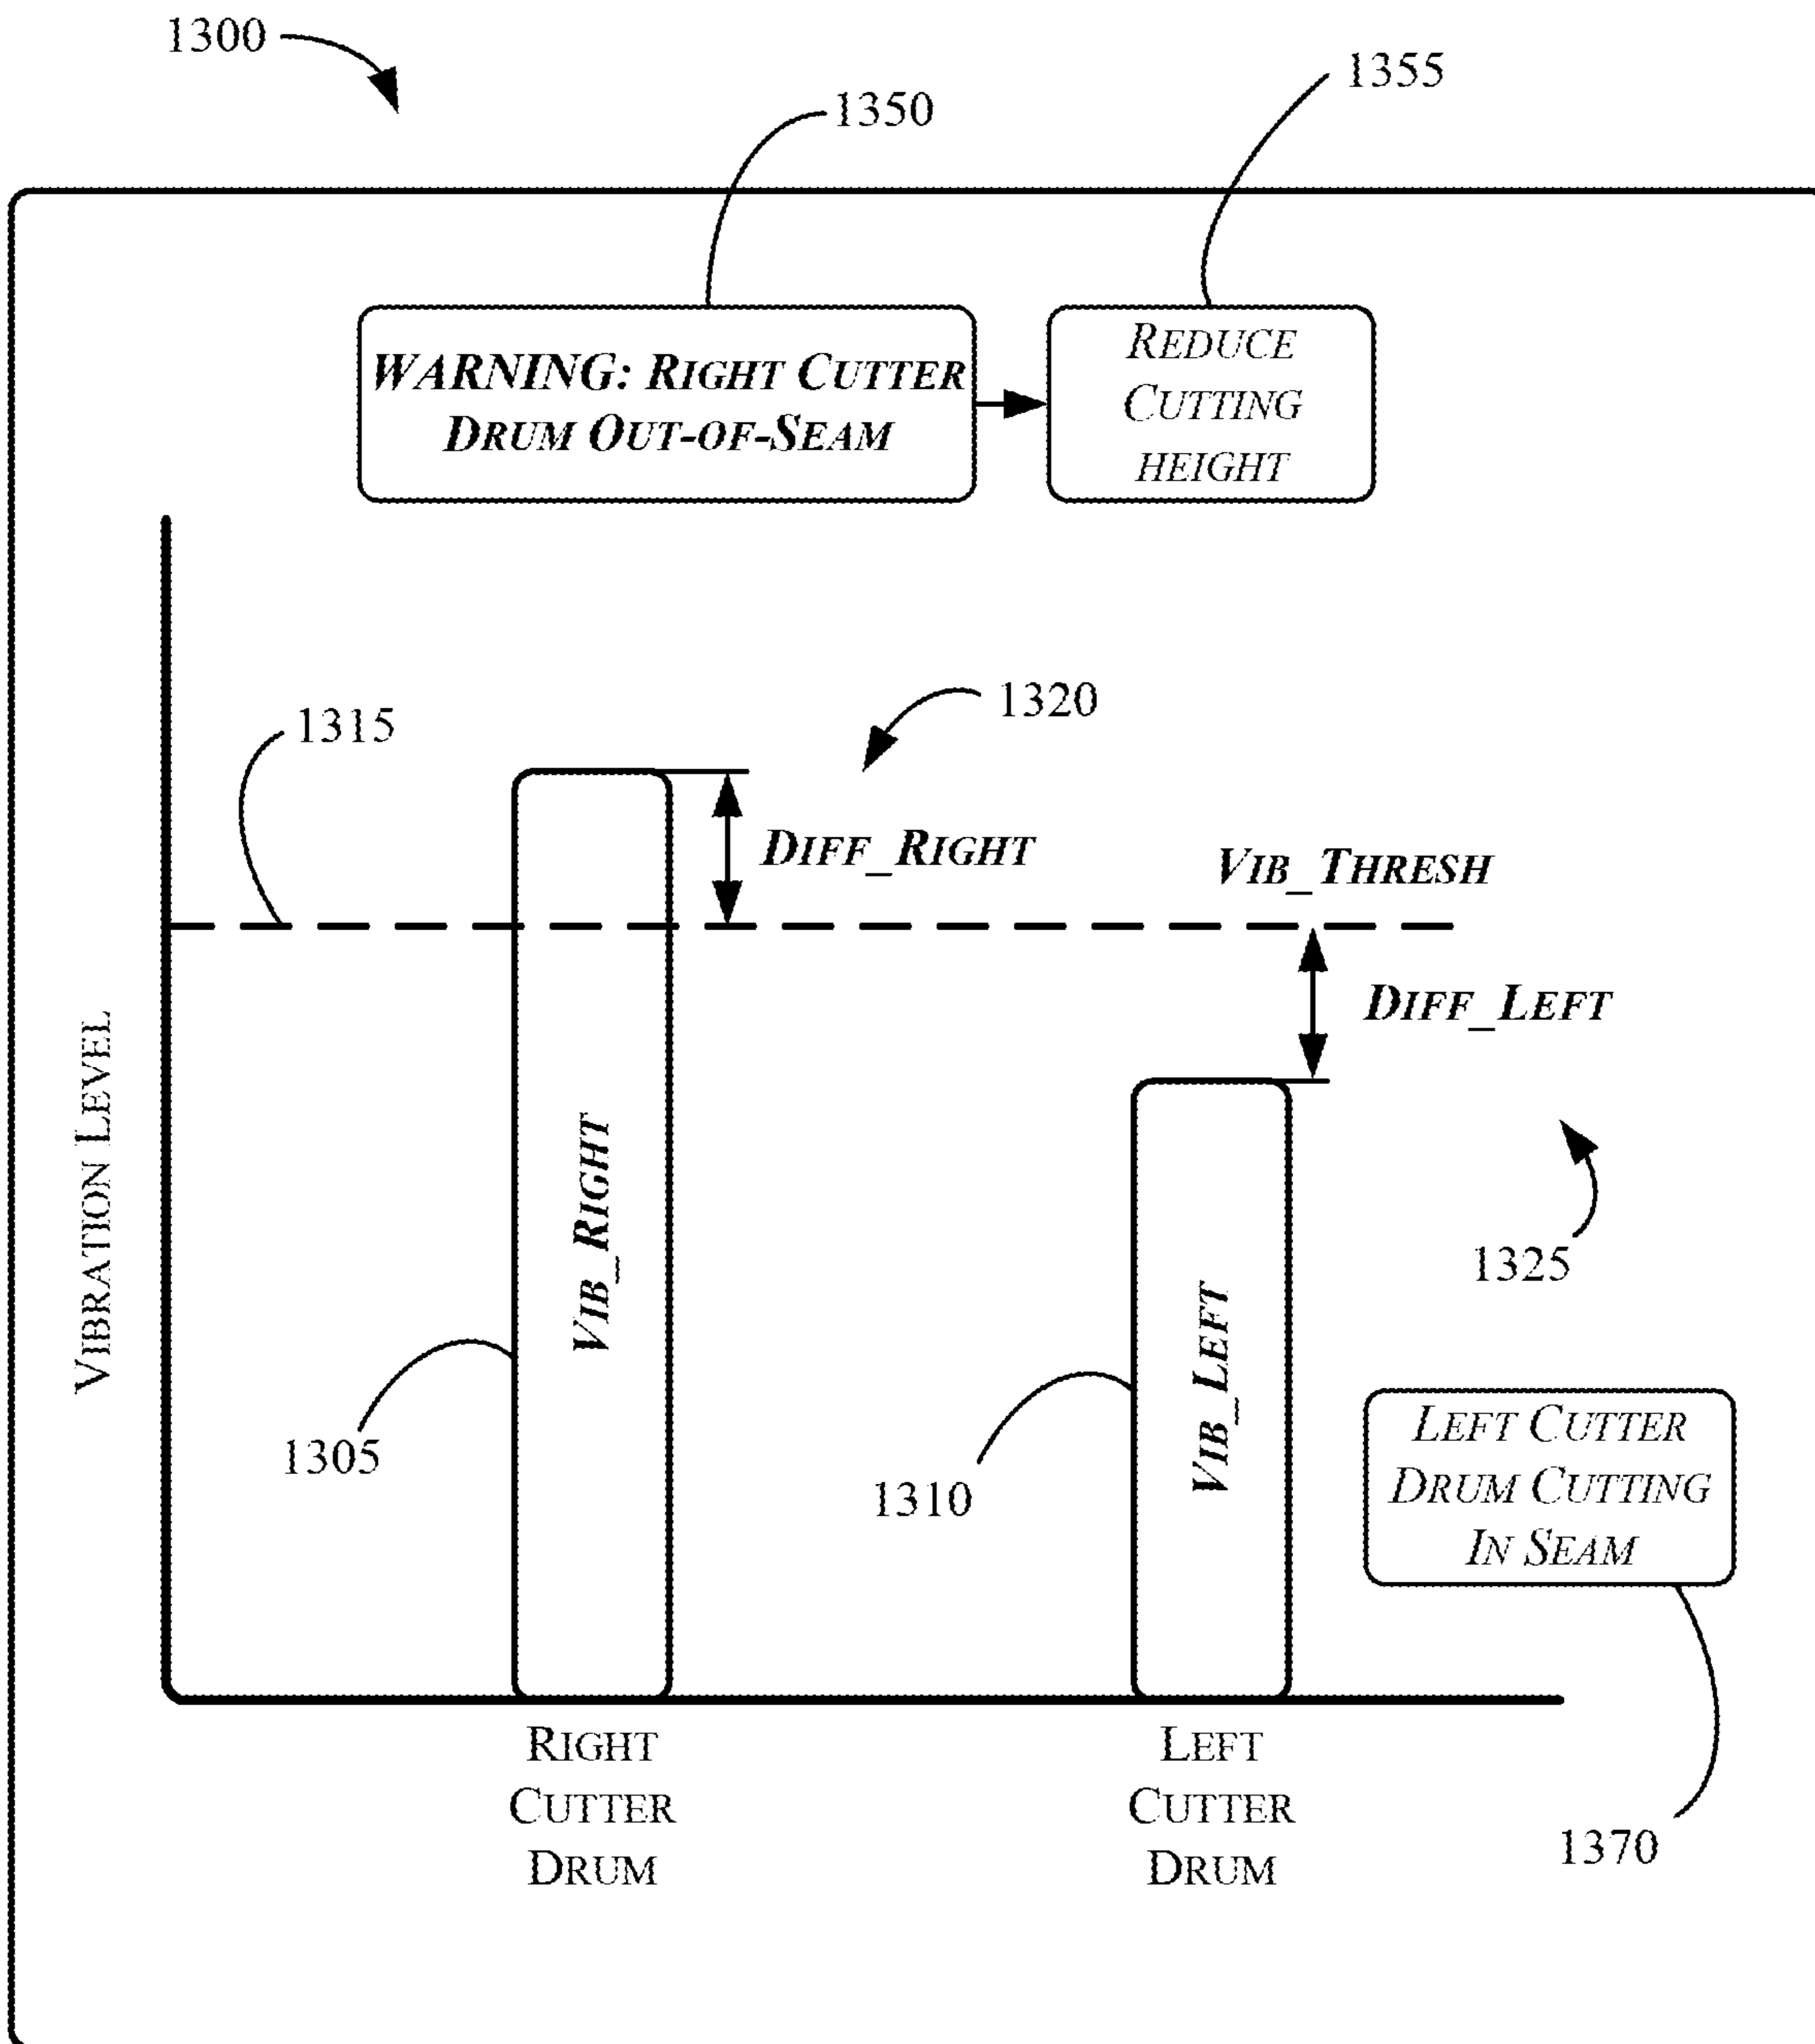 1300
1355
1350
WARNING: RIGHT CUTTER
DRUM OUT-OF-SEAM
REDUCE
CUTTING
HEIGHT
1320
1315
DIFF_RIGHT
VIB_THRESH
DIFF_LEFT
VIBRATION LEVEL
VIB_RIGHT
VIB_LEFT
1325
1305
1310
LEFT CUTTER
DRUM CUTTING
IN SEAM
RIGHT
CUTTER
DRUM
LEFT
CUTTER
DRUM
1370